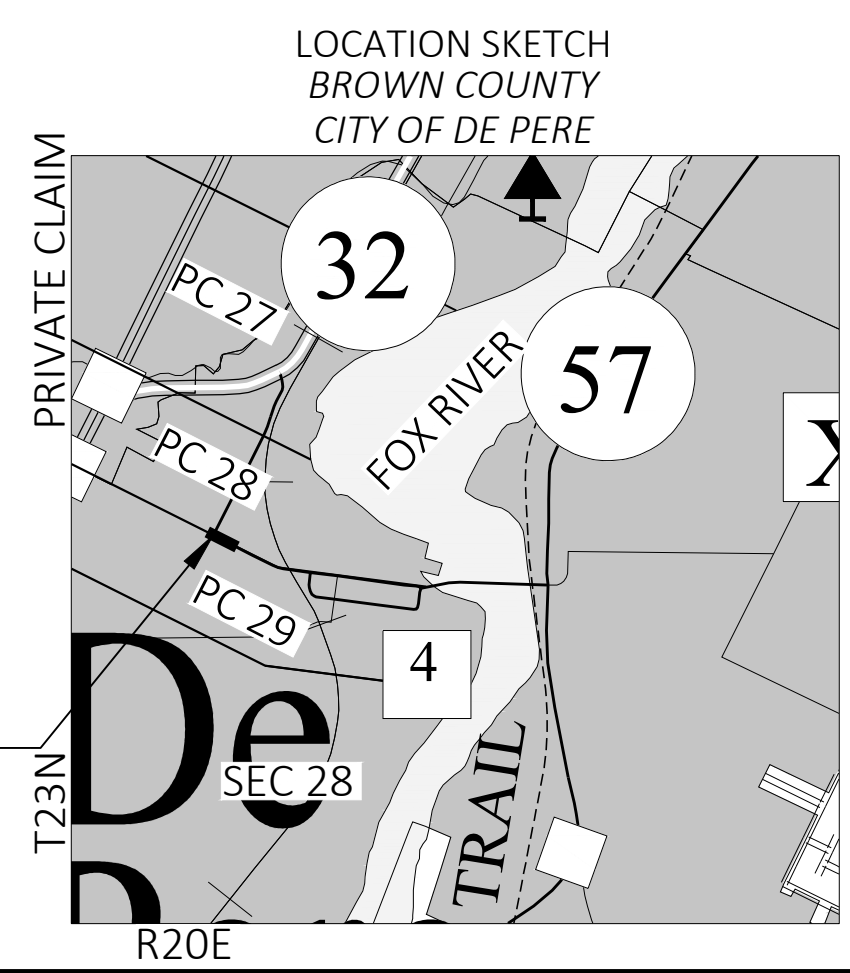 LOCATION SKETCH
BROWN COUNTY
CITY OF DE PERE
PRIVATE CLAIM
32
PC 27
57
FOX RIVER
X
PC 28
PC 29
4
De
SEC 28
TRAIL
T23N
R20E